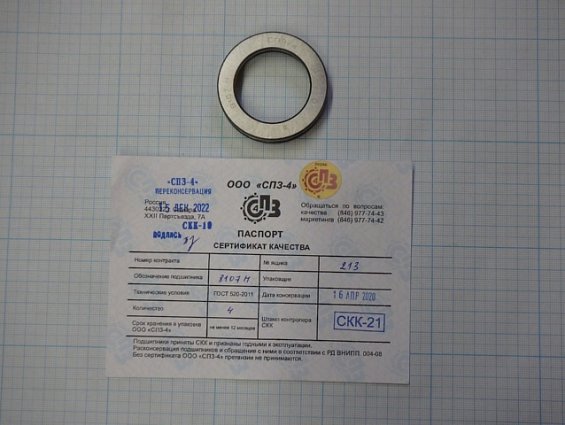 СПЗ-4
8107 Н
«СПЗ-4»
ПЕРЕКОНСЕРВАЦИЯ
Россия
15 ДЕК 2022
XXII Партсъезда, 7А
СКК-10
подпись
ООО «СПЗ-4»
СПЗ
СПЗ
Обращаться по вопросам:
качества (846) 977-74-43
маркетинга (846) 977-74-42
ПАСПОРТ
СЕРТИФИКАТ КАЧЕСТВА
Номер контракта
№ ящика 213
Обозначение подшипника 8107 Н Упаковщик
Технические условия ГОСТ 520-2011 Дата консервации 16 АПР 2020
Количество 4
Штамп контролера
СКК
СКК-21
Срок хранения в упаковке
ООО «СПЗ-4» не менее 12 месяцев
Подшипники приняты СКК и признаны годными к эксплуатации.
Расконсервация подшипников и обращение с ними в соответствии с РД ВНИПП. 004-08
Без сертификата ООО «СПЗ-4» претензии не принимаются.